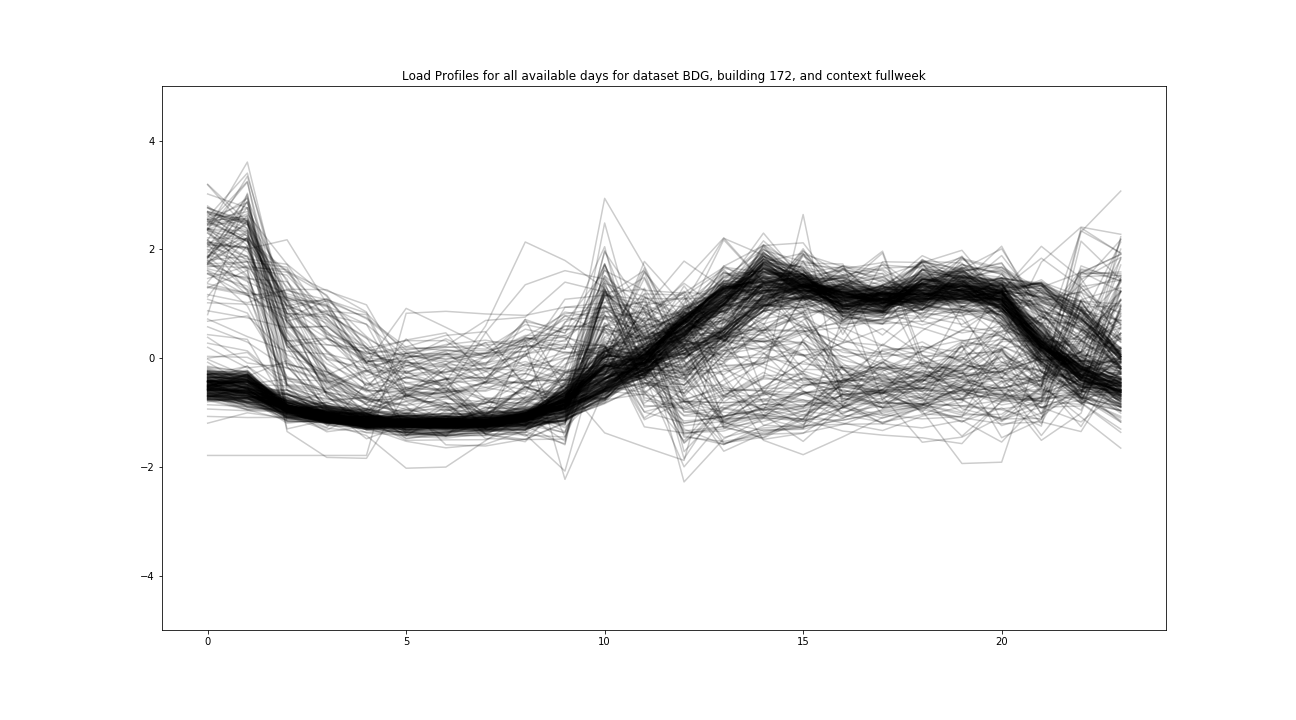 Load Profiles for all available days for dataset BDG, building 172, and context fullweek
4
2
0
−2
−4
0 5 10 15 20